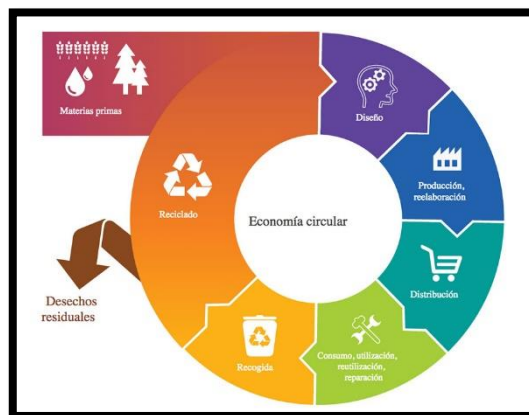 Materias primas
Diseño
Producción,
reelaboración
Distribución
Consumo, utilización,
reutilización,
reparación
Recogida
Reciclado
Economía circular
Desechos
residuales